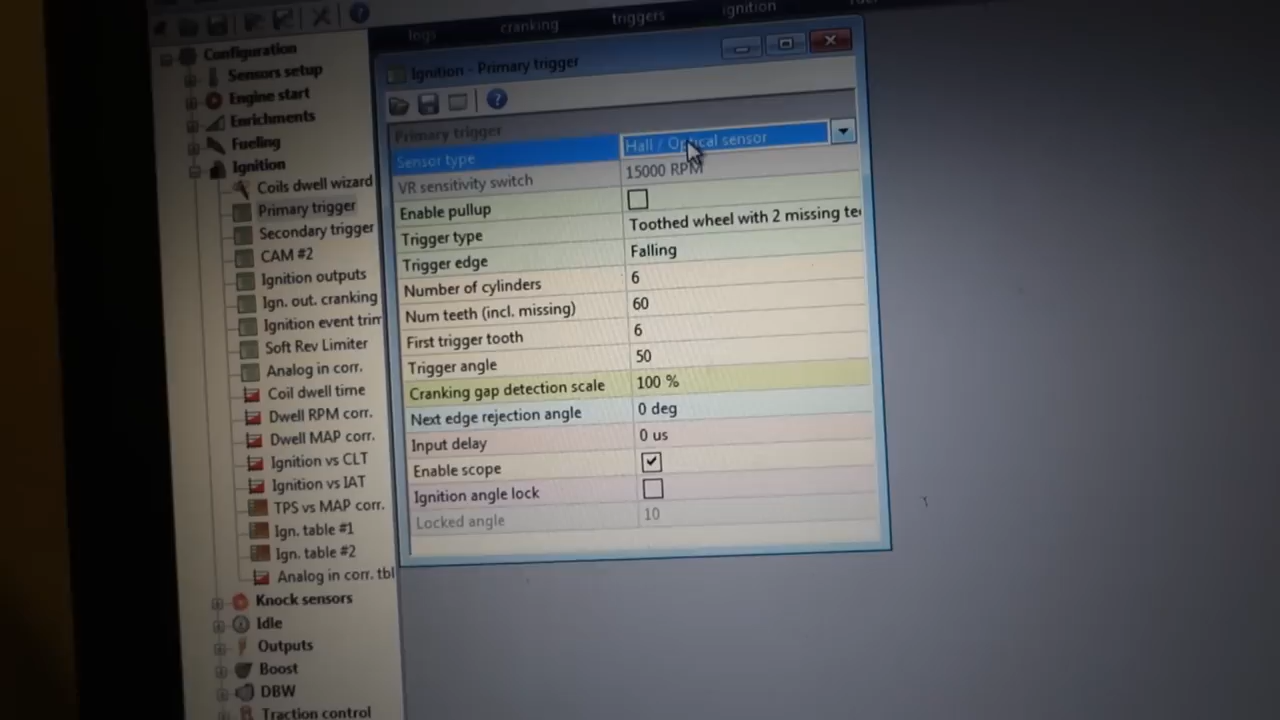 logs
cranking
triggers
ignition
Configuration
Sensors setup
Engine start
Enrichments
Fueling
Ignition
Coils dwell wizard
Primary trigger
Secondary trigger
CAM #2
Ignition outputs
Ign. out. cranking
Ignition event trim
Soft Rev Limiter
Analog in corr.
Coil dwell time
Dwell RPM corr.
Dwell MAP corr.
Ignition vs CLT
Ignition vs IAT
TPS vs MAP corr.
Ign. table #1
Ign. table #2
Analog in corr. tbl
Knock sensors
Idle
Outputs
Boost
DBW
Traction control
Ignition - Primary trigger
Primary trigger
Sensor type Hall / Optical sensor
VR sensitivity switch 15000 RPM
Enable pullup
Trigger type Toothed wheel with 2 missing tee
Trigger edge Falling
Number of cylinders 6
Num teeth (incl. missing) 60
First trigger tooth 6
Trigger angle 50
Cranking gap detection scale 100 %
Next edge rejection angle 0 deg
Input delay 0 us
Enable scope
Ignition angle lock
Locked angle 10